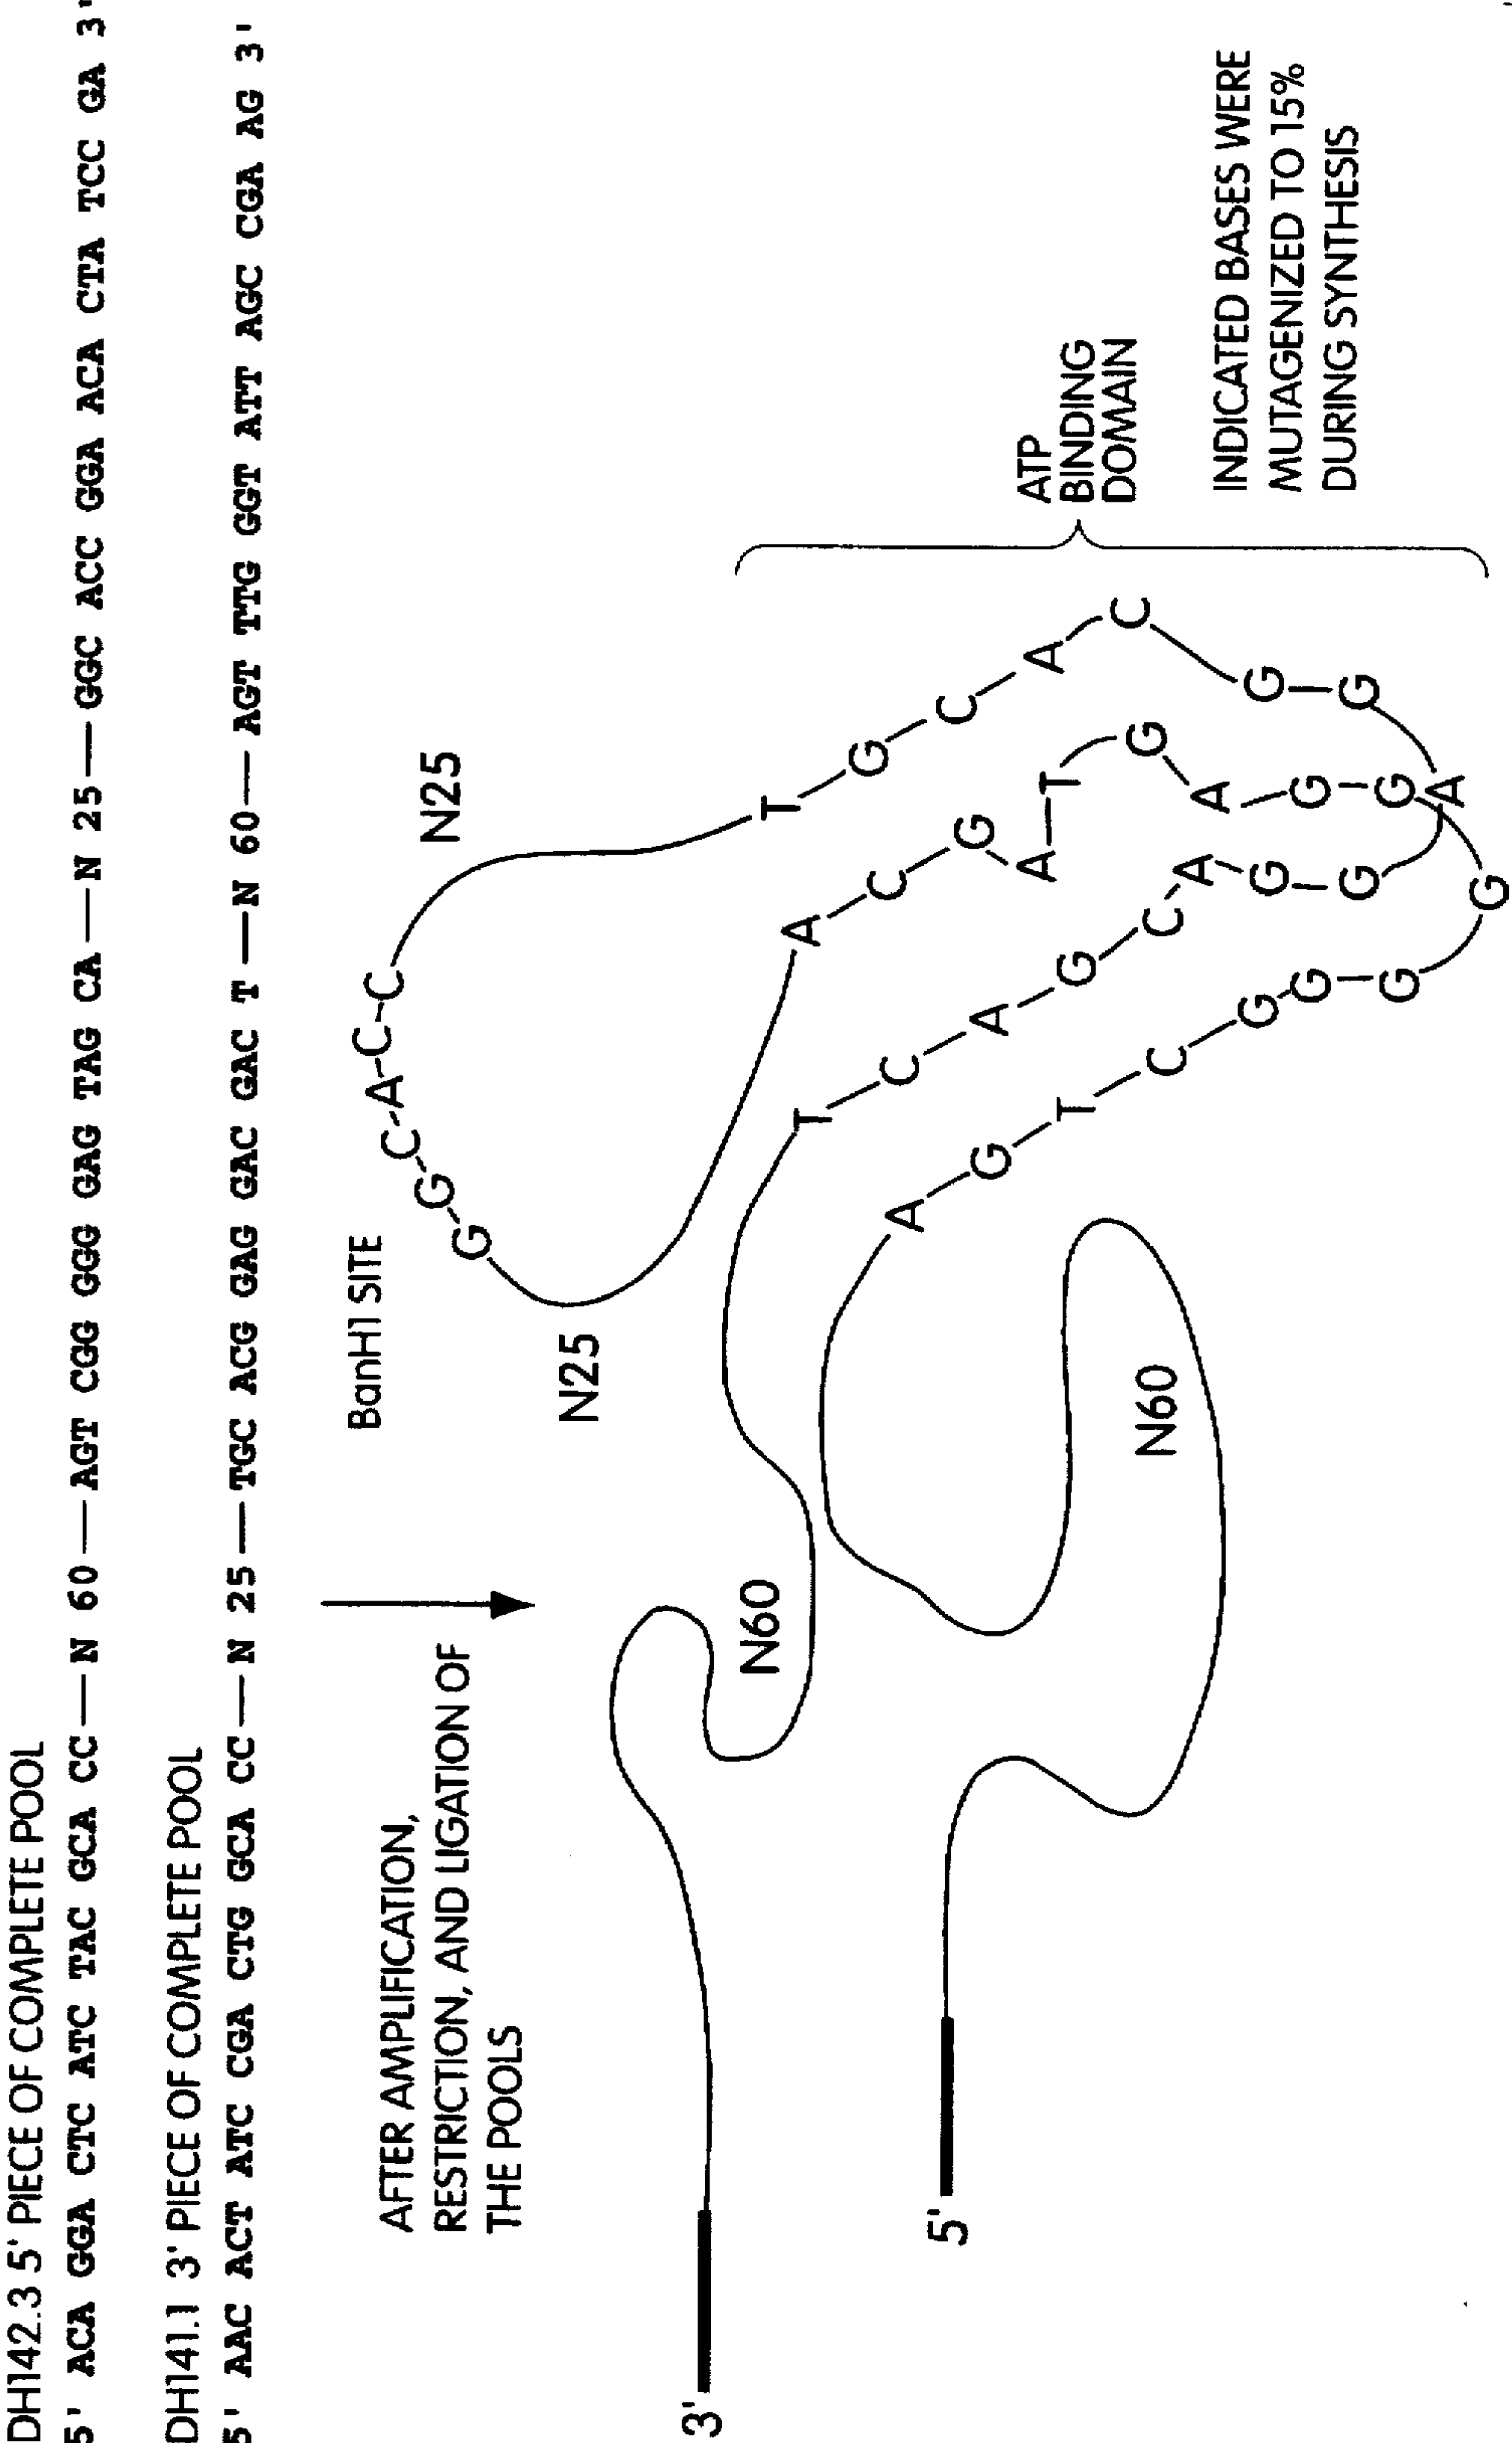 DH142.3 5' PIECE OF COMPLETE POOL
5' ACA GGA CTC ATC TAC GCA CC — N 60 — AGT CGG GGG GAG TAG CA — N 25 — GGC ACC GGA ACA CTA TCC GA 3'
DH141.1 3' PIECE OF COMPLETE POOL
5' AAC ACT ATC CGA CTG GCA CC — N 25 — TGC ACG GAG GAC GAC T — N 60 — AGT TTG GGT ATT AGC CGA AG 3'
AFTER AMPLIFICATION,
RESTRICTION, AND LIGATION OF
THE POOLS
BanH1 SITE
G G C A C C
N25
N25
T G C A C G G A G G A C G A C T
A G T C G G G G G G A G T A G C A
N60
N60
3'
5'
ATP
BINDING
DOMAIN
INDICATED BASES WERE
MUTAGENIZED TO 15%
DURING SYNTHESIS